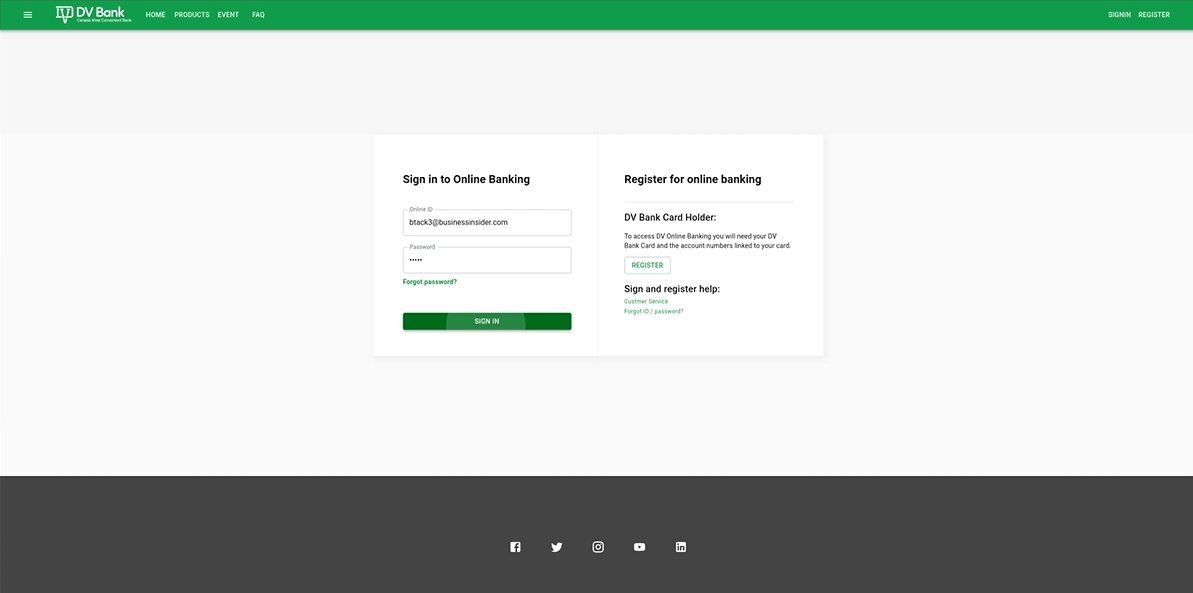 DV Bank
Canada Most Convenient Bank
HOME PRODUCTS EVENT FAQ
SIGNIN REGISTER
Sign in to Online Banking
Online ID
btack3@businessinsider.com
Password
•••••
Forgot password?
SIGN IN
Register for online banking
DV Bank Card Holder:
To access DV Online Banking you will need your DV
Bank Card and the account numbers linked to your card.
REGISTER
Sign and register help:
Custmer Service
Forgot ID / password?